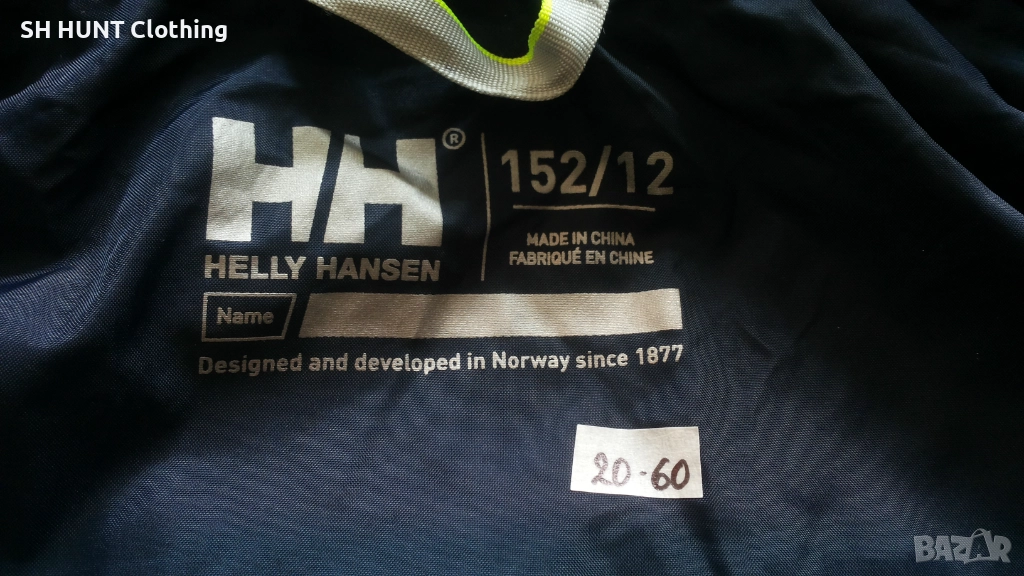 SH HUNT Clothing
HH®
152/12
MADE IN CHINA
FABRIQUÉ EN CHINE
HELLY HANSEN
Name
Designed and developed in Norway since 1877
20-60
BAZAR